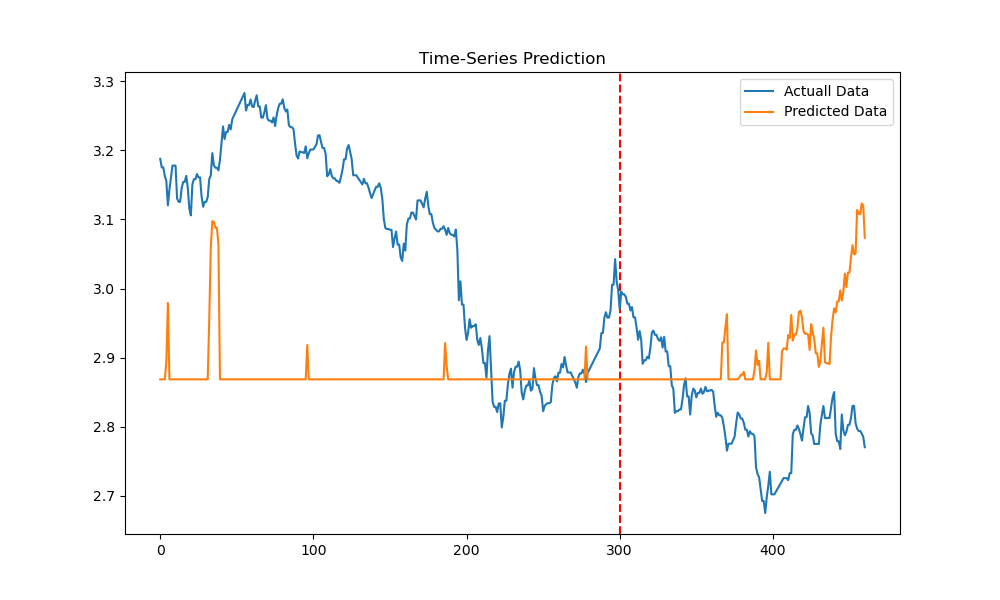 Time-Series Prediction
Actuall Data
Predicted Data
3.3
3.2
3.1
3.0
2.9
2.8
2.7
0 100 200 300 400